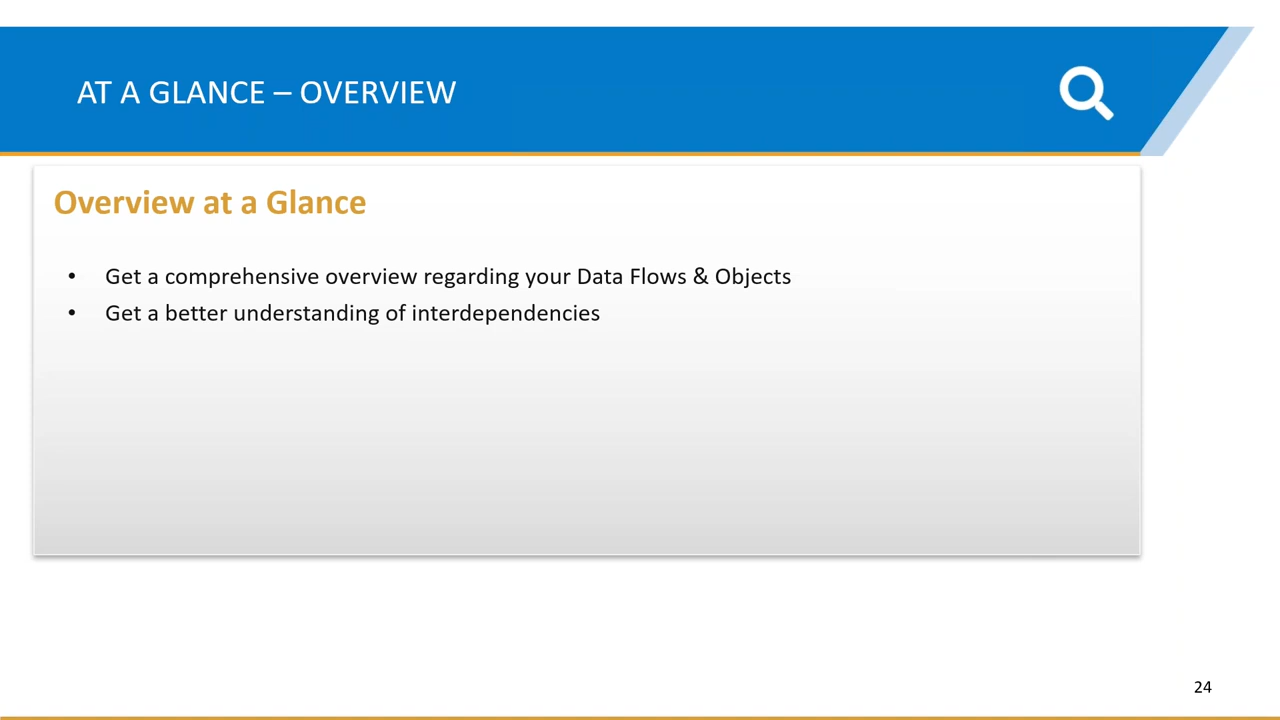 AT A GLANCE – OVERVIEW
Overview at a Glance
• Get a comprehensive overview regarding your Data Flows & Objects
• Get a better understanding of interdependencies
24